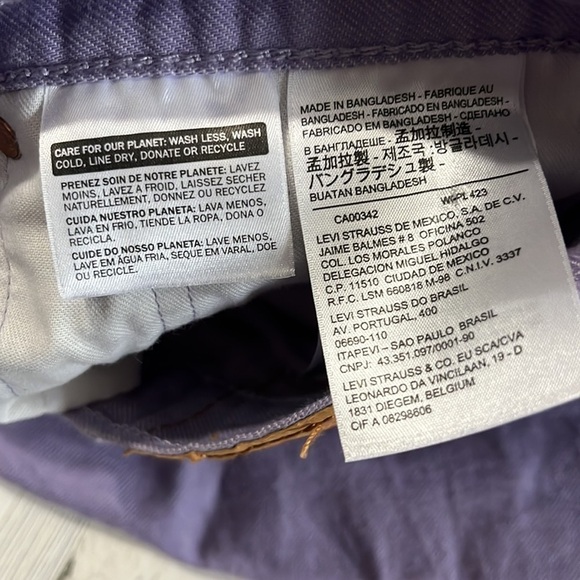 CARE FOR OUR PLANET: WASH LESS, WASH
COLD, LINE DRY, DONATE OR RECYCLE
PRENEZ SOIN DE NOTRE PLANETE: LAVEZ
MOINS, LAVEZ A FROID, LAISSEZ SECHER
NATURELLEMENT, DONNEZ OU RECYCLEZ
CUIDA NUESTRO PLANETA: LAVA MENOS,
LAVA EN FRIO, TIENDE LA ROPA, DONA O
RECICLA.
CUIDE DO NOSSO PLANETA: LAVE MENOS,
LAVE EM ÁGUA FRIA, SEQUE EM VARAL, DOE
OU RECICLE.
MADE IN BANGLADESH - FABRIQUE AU
BANGLADESH - FABRICADO EN BANGLADESH -
FABRICADO EM BANGLADESH - СДЕЛАНО
В БАНГЛАДЕШЕ - 孟加拉制造 -
孟加拉製 - 제조국 : 방글라데시 -
バングラデシュ製 -
BUATAN BANGLADESH
CA00342 WPL 423
LEVI STRAUSS DE MEXICO, S.A. DE C.V.
JAIME BALMES # 8 OFICINA 502
COL. LOS MORALES POLANCO
DELEGACION MIGUEL HIDALGO
C.P. 11510 CIUDAD DE MEXICO
R.F.C. LSM 660818 M-98 C.N.I.V. 3337
LEVI STRAUSS DO BRASIL
AV. PORTUGAL, 400
06690-110
ITAPEVI – SAO PAULO BRASIL
CNPJ: 43.351.097/0001-90
LEVI STRAUSS & CO. EU SCA/CVA
LEONARDO DA VINCILAAN, 19 - D
1831 DIEGEM, BELGIUM
CIF A 08298606